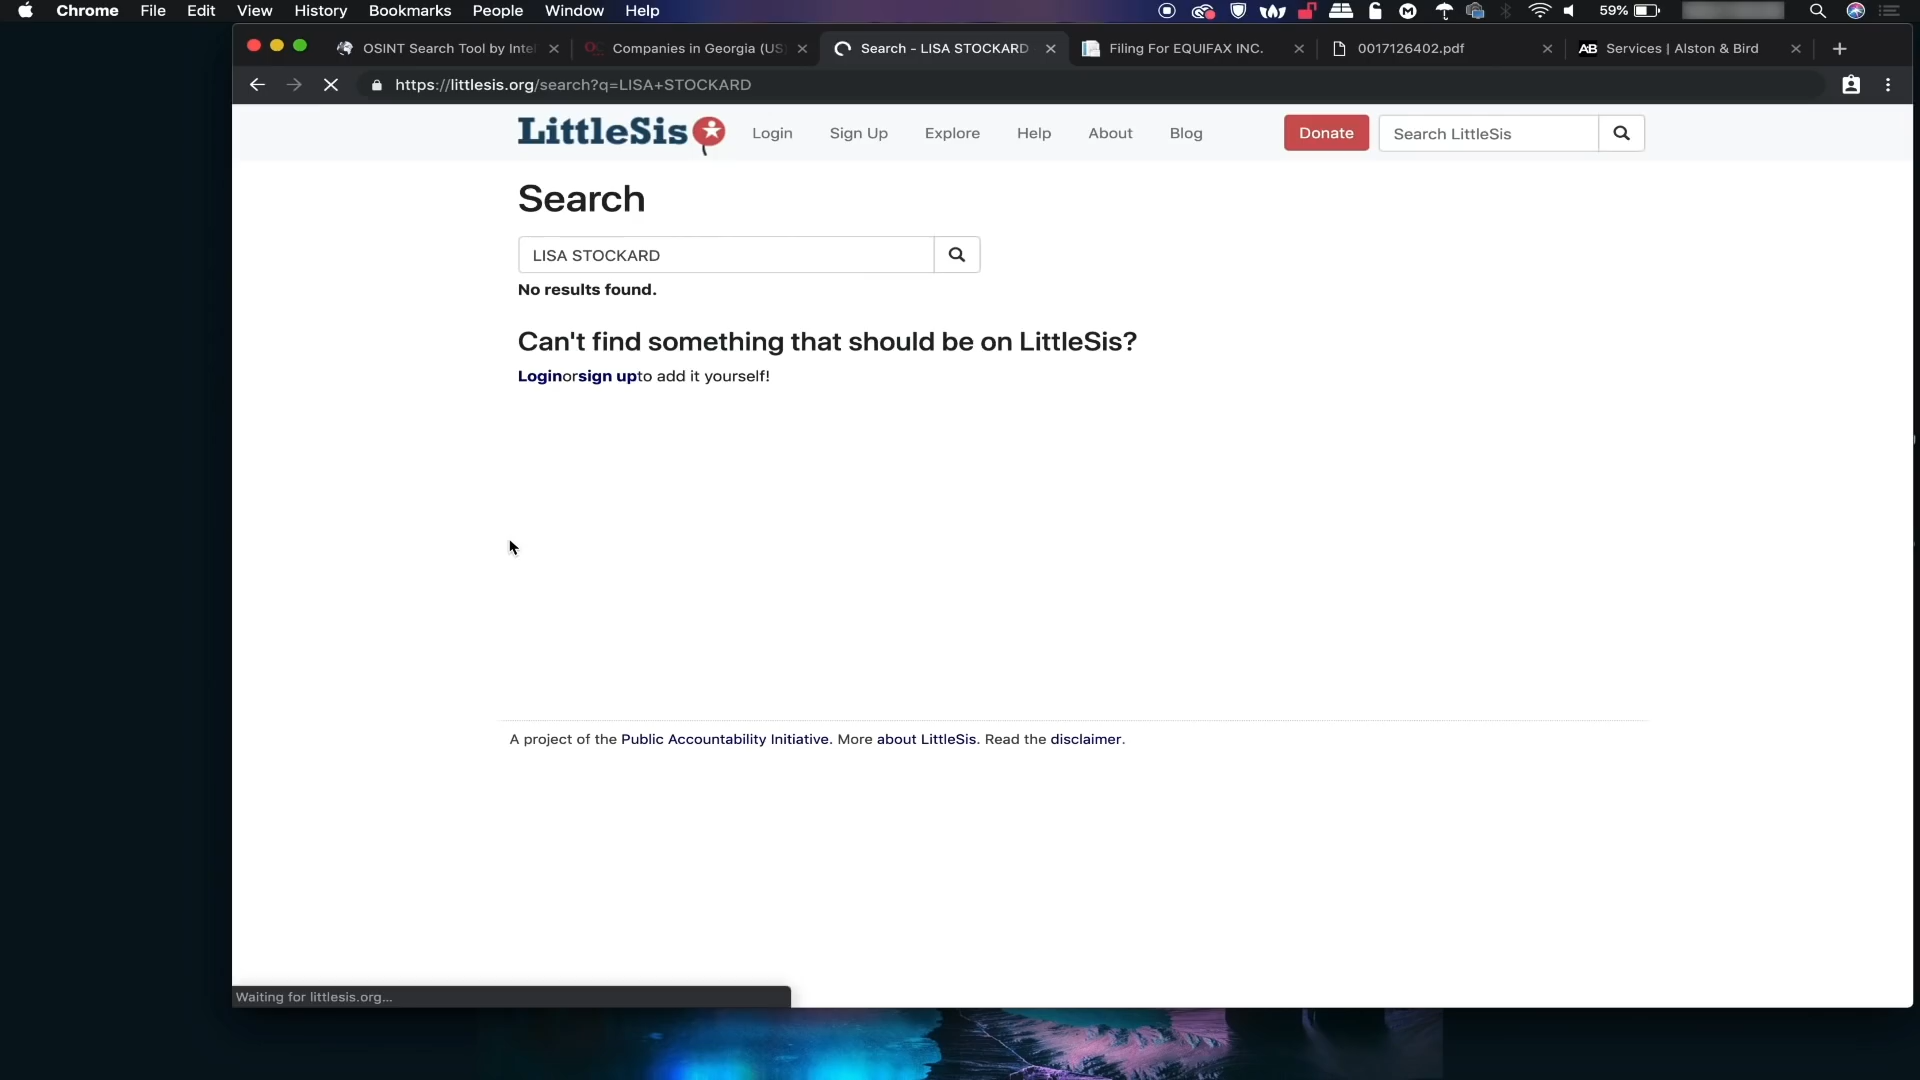 Chrome File Edit View History Bookmarks People Window Help 59%
OSINT Search Tool by Inte Companies in Georgia (US Search - LISA STOCKARD Filing For EQUIFAX INC. 0017126402.pdf AB Services | Alston & Bird
https://littlesis.org/search?q=LISA+STOCKARD
LittleSis Login Sign Up Explore Help About Blog Donate Search LittleSis
Search
LISA STOCKARD
No results found.
Can't find something that should be on LittleSis?
Loginorsign upto add it yourself!
A project of the Public Accountability Initiative. More about LittleSis. Read the disclaimer.
Waiting for littlesis.org...